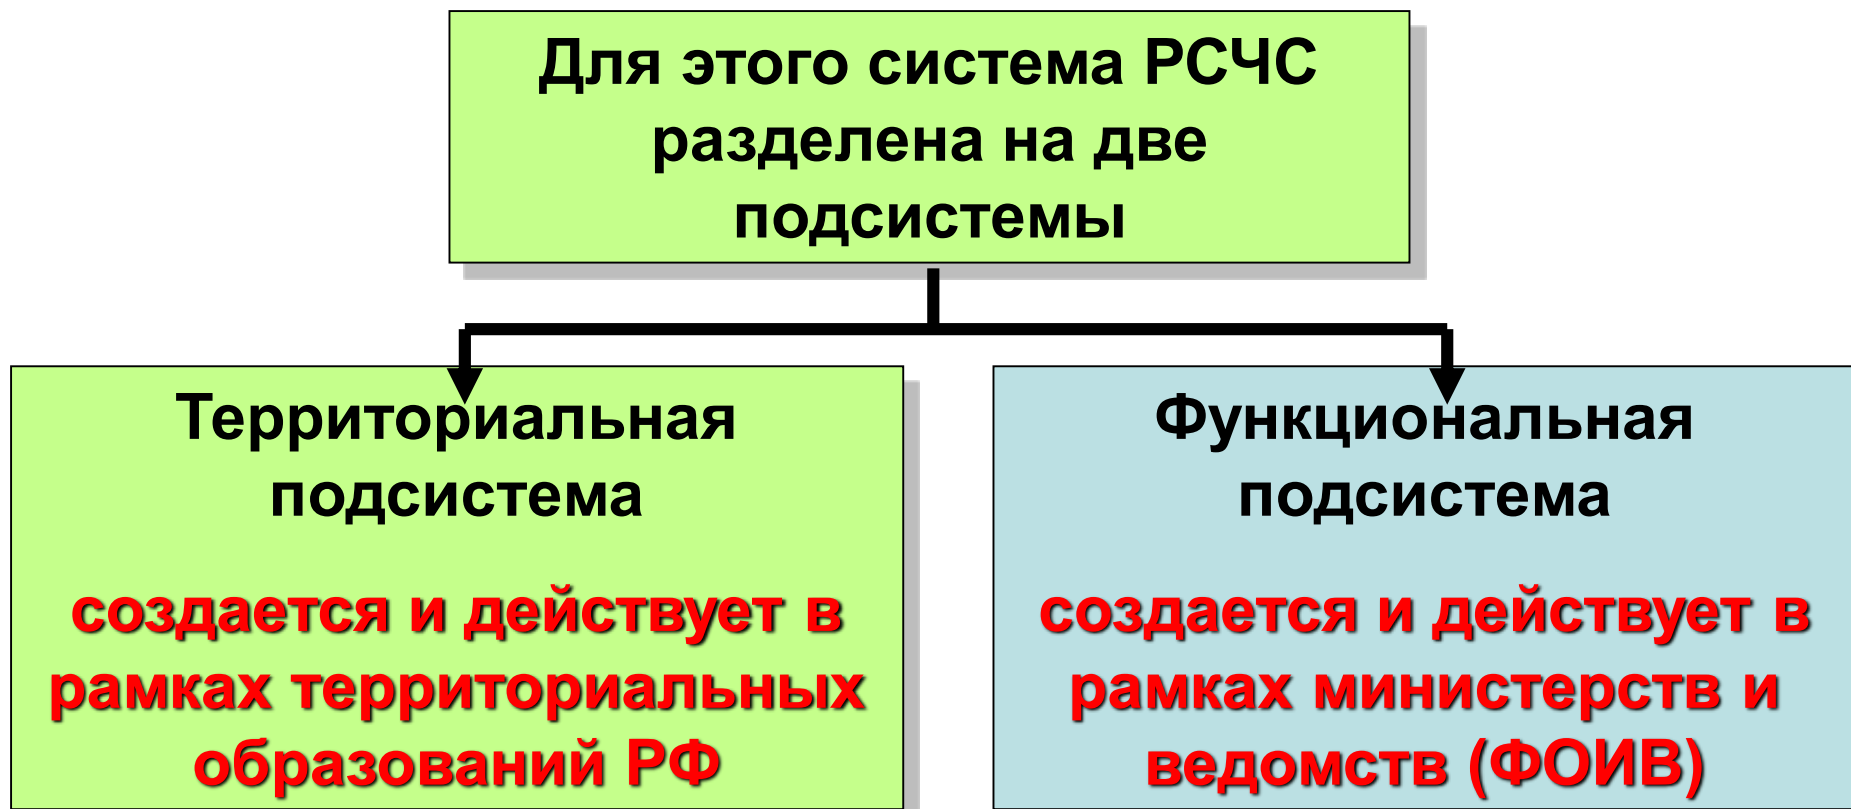 Для этого система РСЧС
разделена на две
подсистемы
Территориальная
подсистема
создается и действует в
рамках территориальных
образований РФ
Функциональная
подсистема
создается и действует в
рамках министерств и
ведомств (ФОИВ)